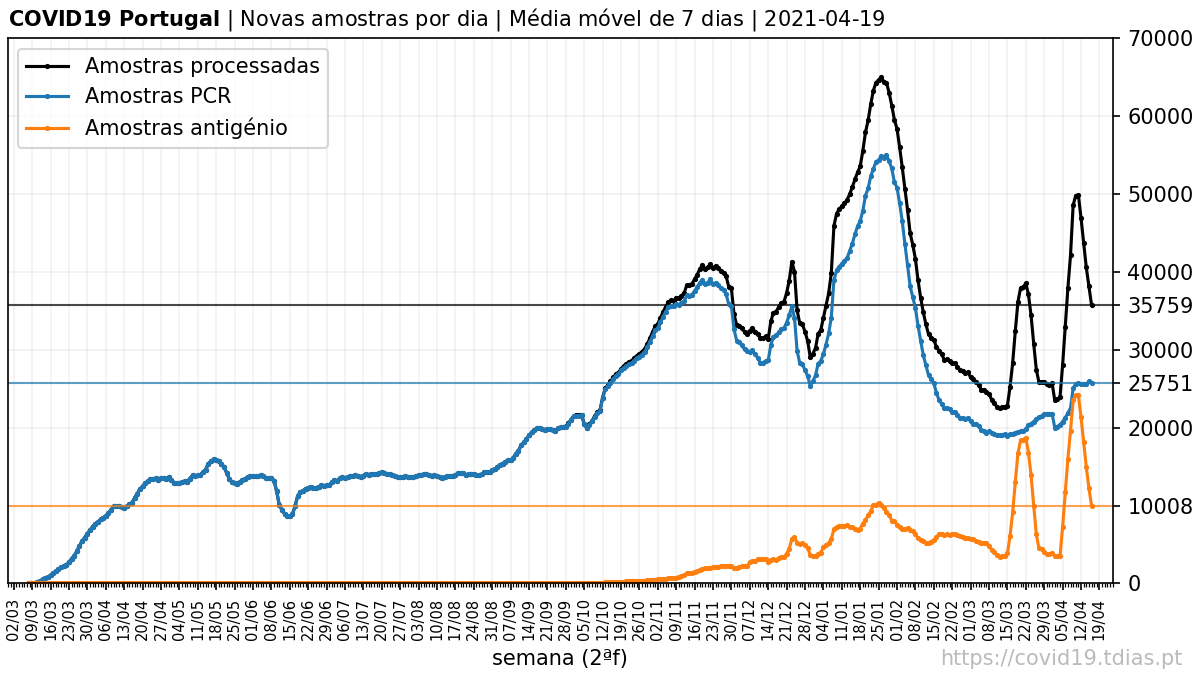 COVID19 Portugal | Novas amostras por dia | Média móvel de 7 dias | 2021-04-19
Amostras processadas
Amostras PCR
Amostras antigénio
70000
60000
50000
40000
35759
30000
25751
20000
10008
0
02/03 09/03 16/03 23/03 30/03 06/04 13/04 20/04 27/04 04/05 11/05 18/05 25/05 01/06 08/06 15/06 22/06 29/06 06/07 13/07 20/07 27/07 03/08 10/08 17/08 24/08 31/08 07/09 14/09 21/09 28/09 05/10 12/10 19/10 26/10 02/11 09/11 16/11 23/11 30/11 07/12 14/12 21/12 28/12 04/01 11/01 18/01 25/01 01/02 08/02 15/02 22/02 01/03 08/03 15/03 22/03 29/03 05/04 12/04 19/04
semana (2ªf)
https://covid19.tdias.pt